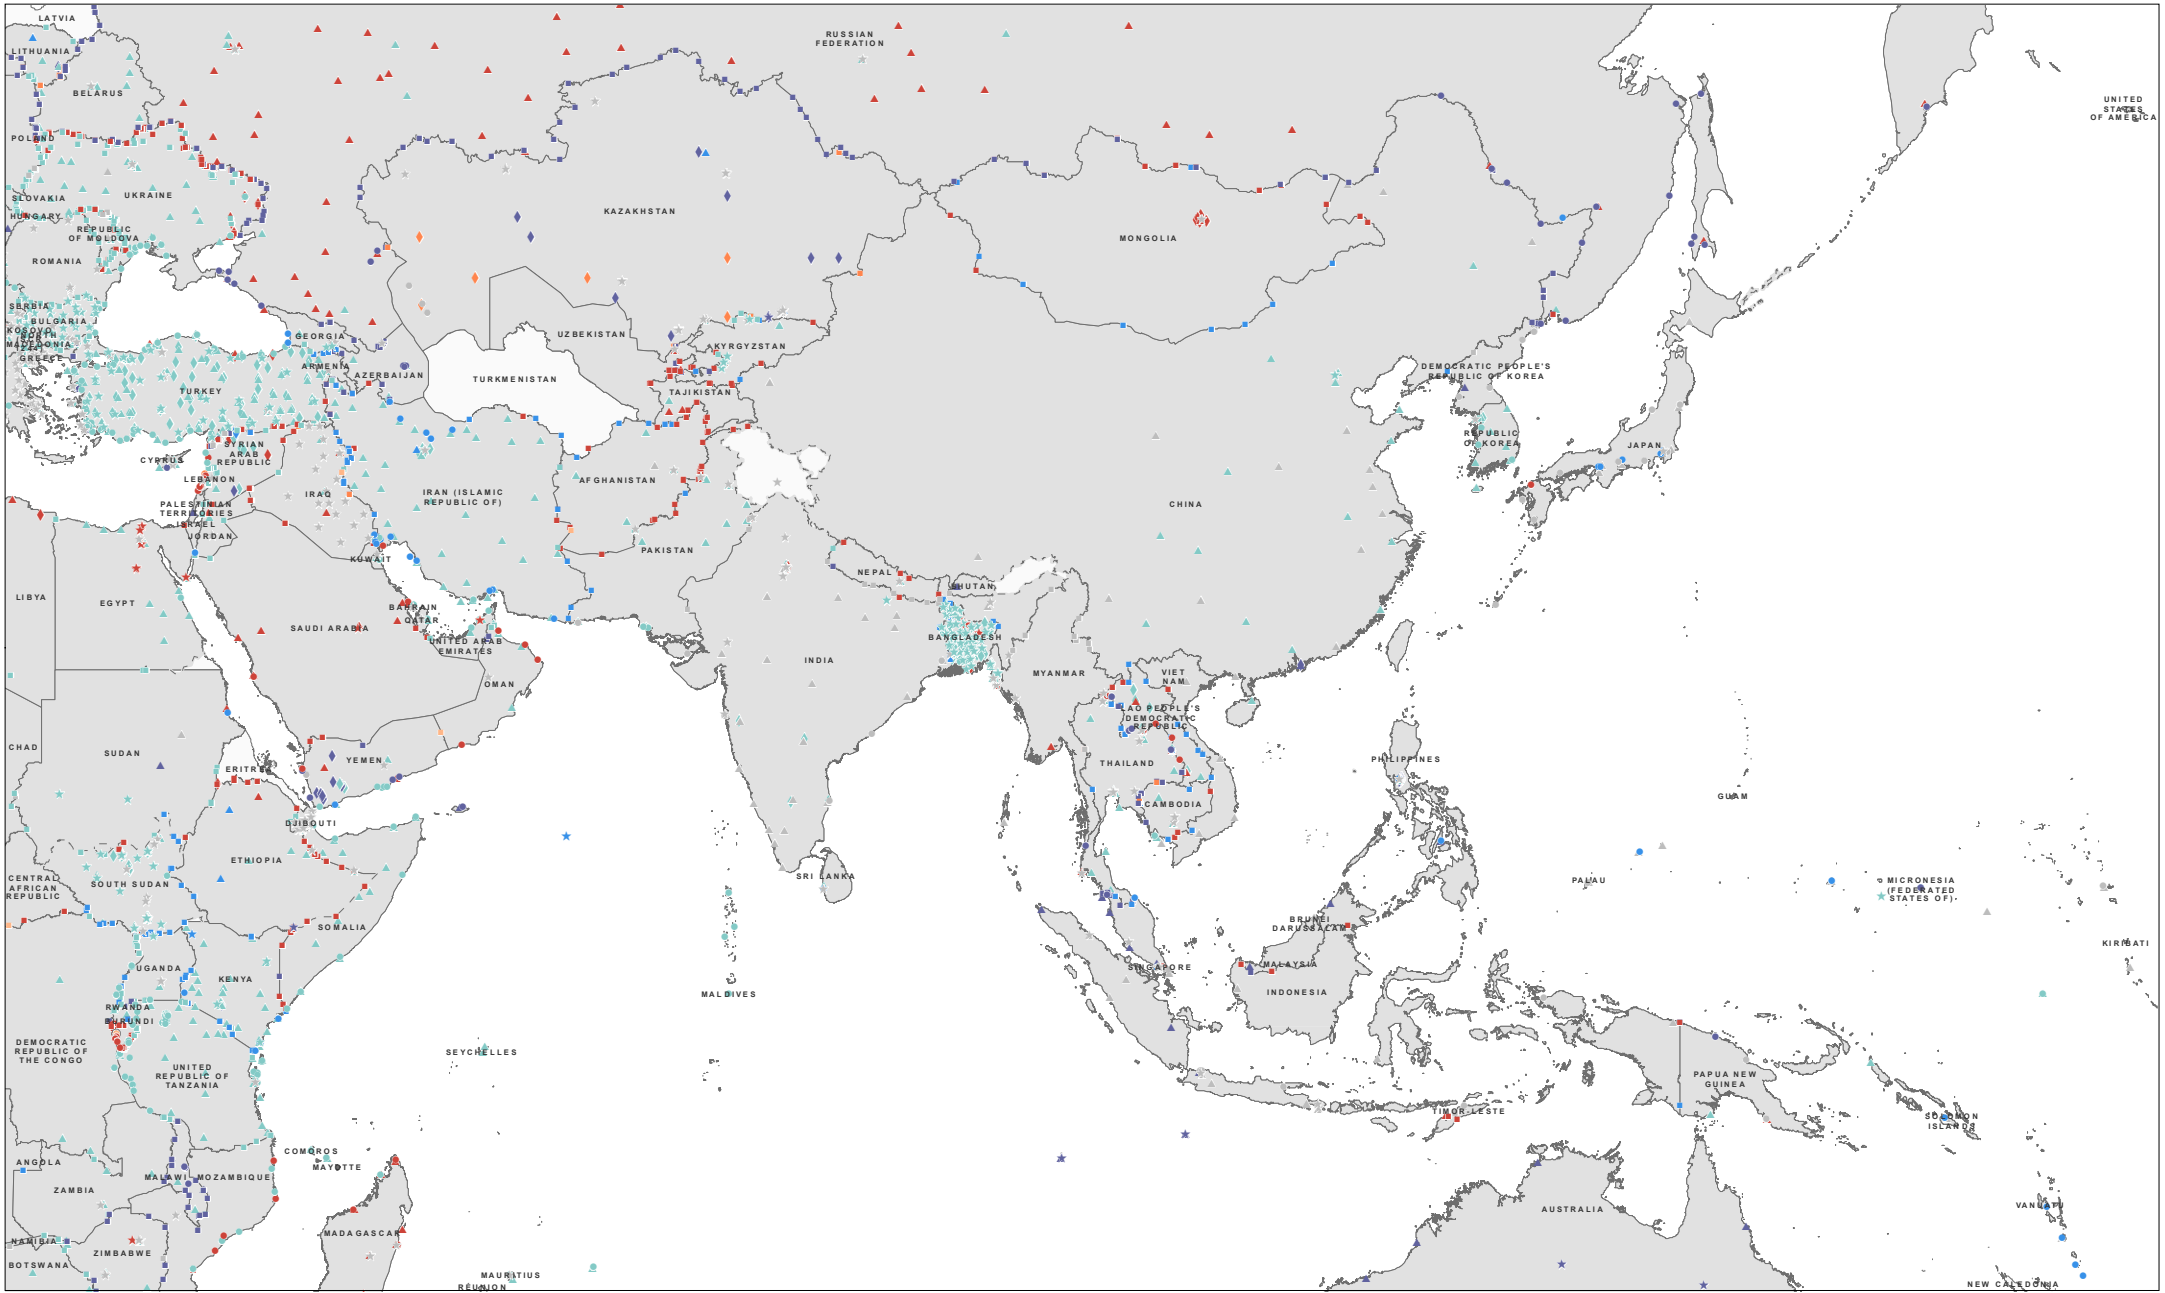 LATVIA
RUSSIAN
FEDERATION
LITHUANIA
BELARUS
UNITED
STATES
OF AMERICA
POLAND
SLOVAKIA
UKRAINE
HUNGARY
REPUBLIC
OF MOLDOVA
KAZAKHSTAN
MONGOLIA
ROMANIA
SERBIA
BULGARIA
KOSOVO
NORTH
MACEDONIA
GREECE
GEORGIA
UZBEKISTAN
KYRGYZSTAN
ARMENIA
AZERBAIJAN
TURKMENISTAN
TURKEY
TAJIKISTAN
DEMOCRATIC PEOPLE'S
REPUBLIC OF KOREA
REPUBLIC
OF KOREA
JAPAN
SYRIAN
ARAB
REPUBLIC
CYPRUS
LEBANON
IRAQ
IRAN (ISLAMIC
REPUBLIC OF)
AFGHANISTAN
CHINA
PALESTINIAN
TERRITORIES
ISRAEL
JORDAN
KUWAIT
PAKISTAN
NEPAL
BHUTAN
LIBYA
EGYPT
BAHRAIN
QATAR
SAUDI ARABIA
UNITED ARAB
EMIRATES
BANGLADESH
INDIA
MYANMAR
VIET
NAM
OMAN
LAO PEOPLE'S
DEMOCRATIC
REPUBLIC
CHAD
SUDAN
ERITREA
YEMEN
THAILAND
PHILIPPINES
GUAM
CAMBODIA
DJIBOUTI
ETHIOPIA
CENTRAL
AFRICAN
REPUBLIC
SOUTH SUDAN
SRI LANKA
PALAU
MICRONESIA
(FEDERATED
STATES OF)
SOMALIA
BRUNEI
DARUSSALAM
KIRIBATI
UGANDA
KENYA
SINGAPORE
MALAYSIA
INDONESIA
MALDIVES
RWANDA
BURUNDI
DEMOCRATIC
REPUBLIC OF
THE CONGO
SEYCHELLES
UNITED
REPUBLIC OF
TANZANIA
PAPUA NEW
GUINEA
TIMOR-LESTE
SOLOMON
ISLANDS
ANGOLA
COMOROS
MAYOTTE
ZAMBIA
MALAWI
MOZAMBIQUE
MADAGASCAR
AUSTRALIA
VANUATU
NAMIBIA
ZIMBABWE
BOTSWANA
MAURITIUS
RÉUNION
NEW CALEDONIA